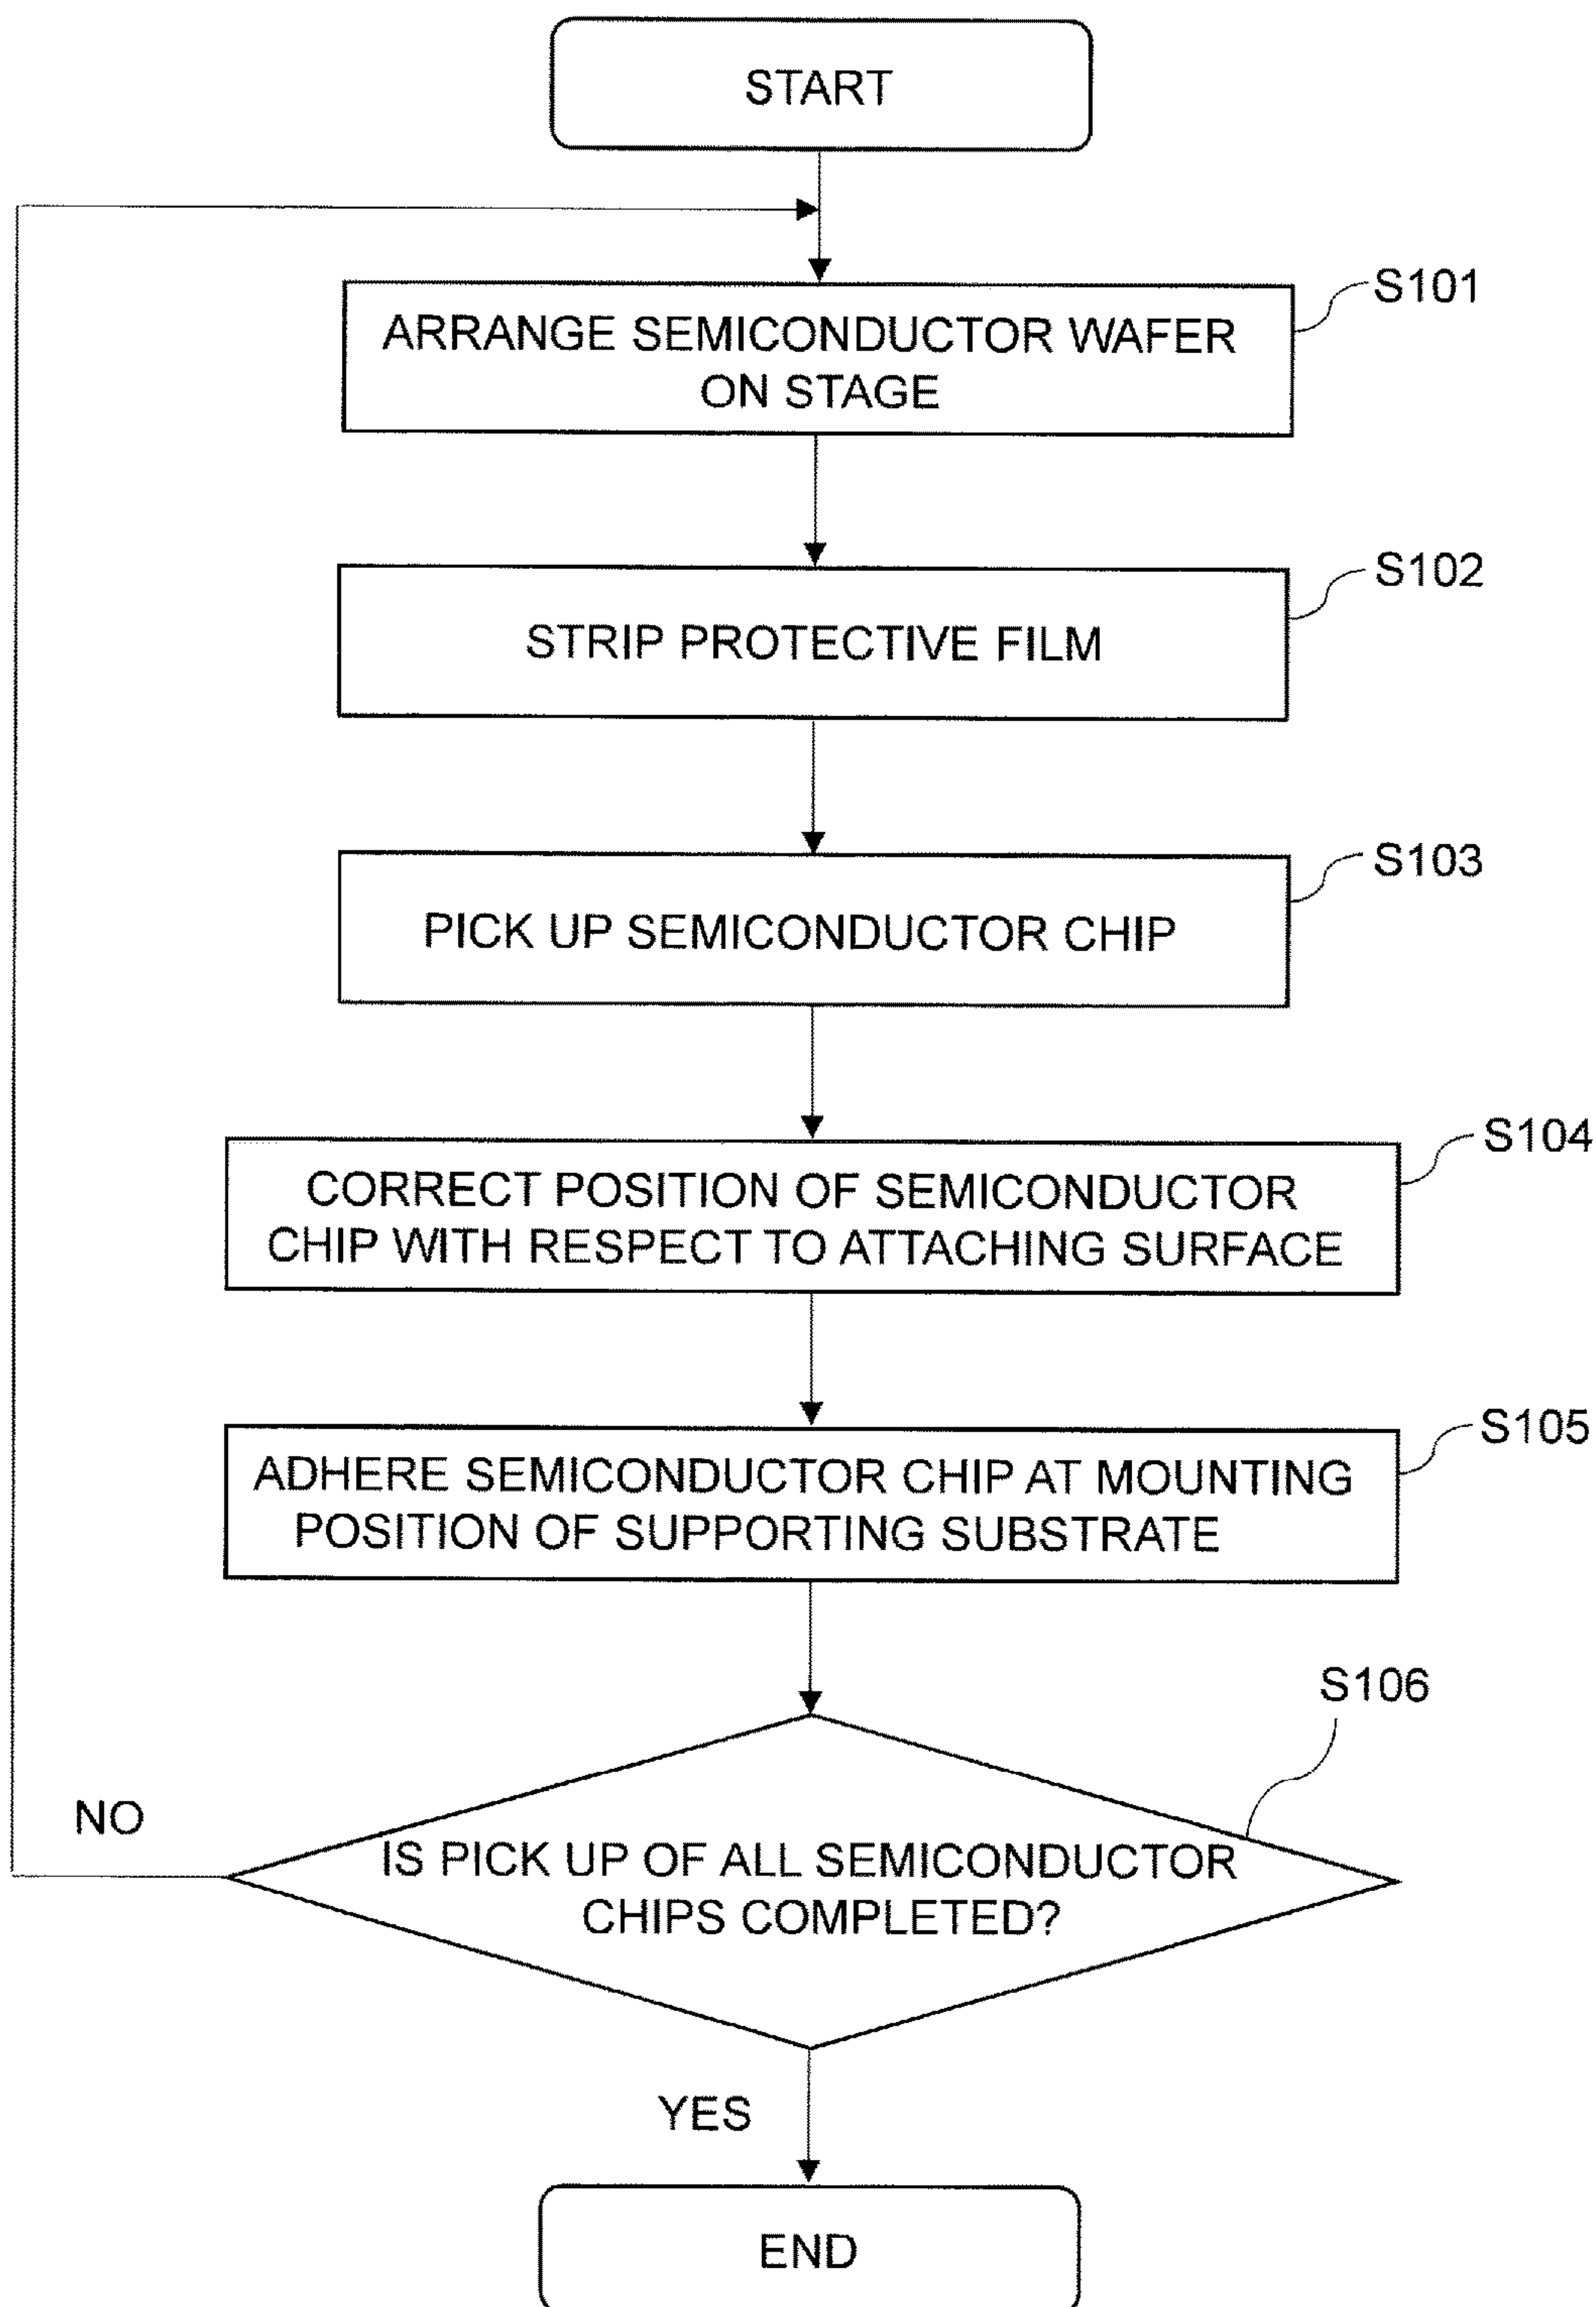 START
ARRANGE SEMICONDUCTOR WAFER
ON STAGE
S101
STRIP PROTECTIVE FILM
S102
PICK UP SEMICONDUCTOR CHIP
S103
CORRECT POSITION OF SEMICONDUCTOR
CHIP WITH RESPECT TO ATTACHING SURFACE
S104
ADHERE SEMICONDUCTOR CHIP AT MOUNTING
POSITION OF SUPPORTING SUBSTRATE
S105
S106
NO
IS PICK UP OF ALL SEMICONDUCTOR
CHIPS COMPLETED?
YES
END